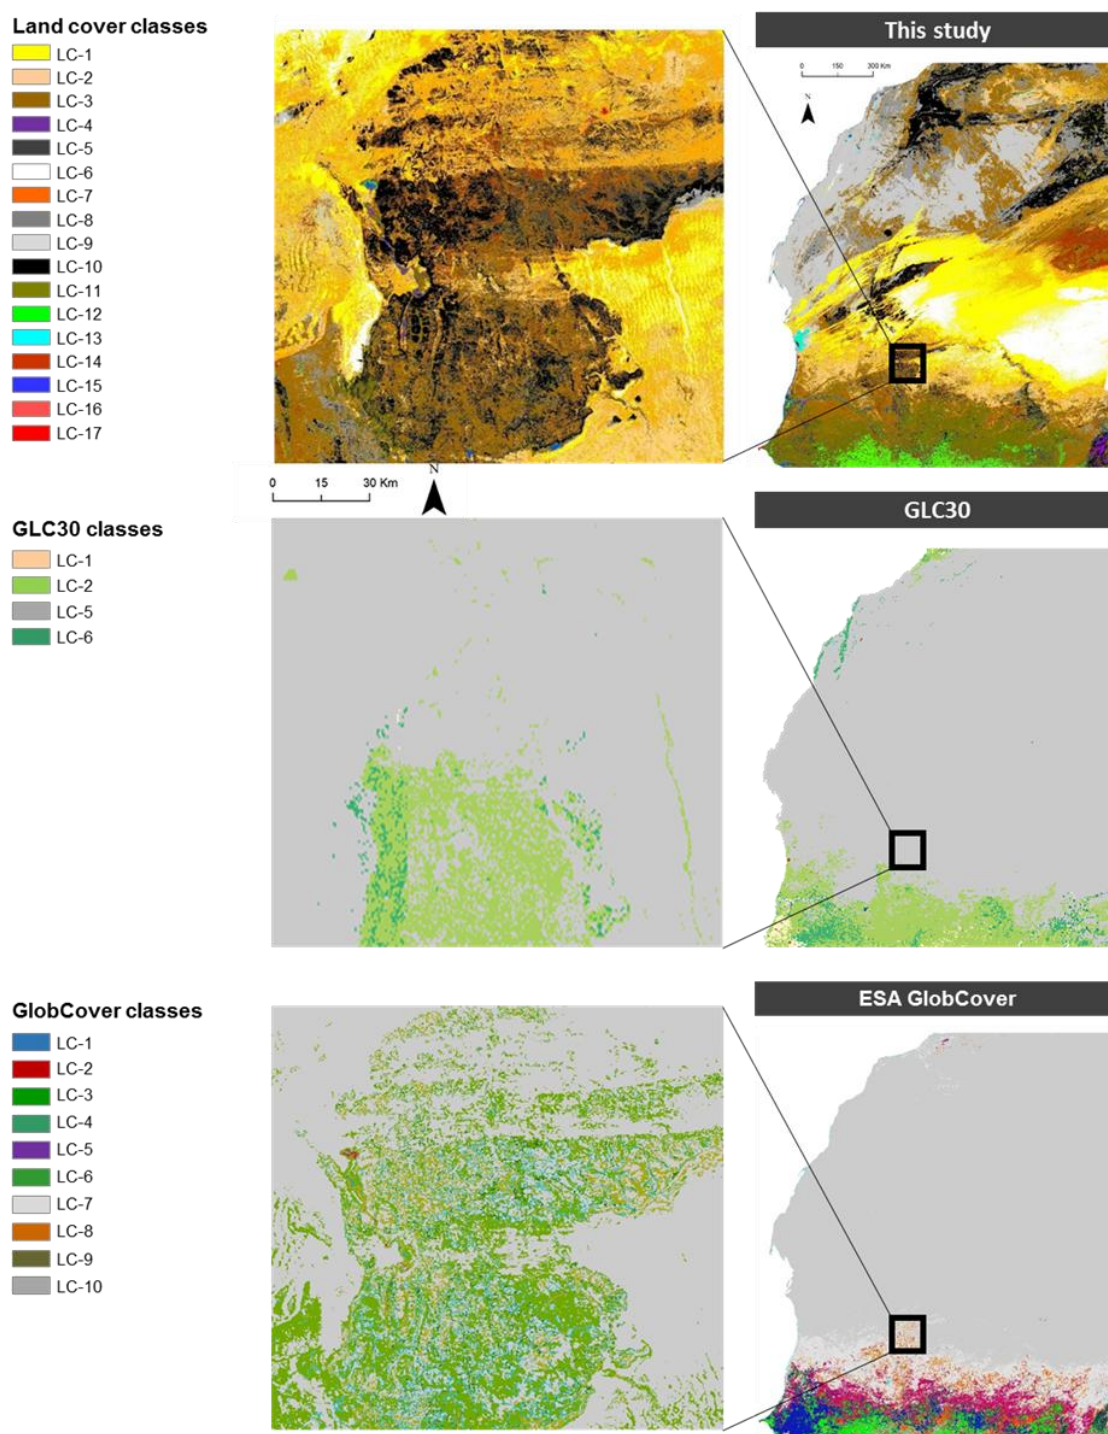 Land cover classes
LC-1
LC-2
LC-3
LC-4
LC-5
LC-6
LC-7
LC-8
LC-9
LC-10
LC-11
LC-12
LC-13
LC-14
LC-15
LC-16
LC-17
This study
0 150 300 Km
N
N
0 15 30 Km
GLC30 classes
LC-1
LC-2
LC-5
LC-6
GLC30
GlobCover classes
LC-1
LC-2
LC-3
LC-4
LC-5
LC-6
LC-7
LC-8
LC-9
LC-10
ESA GlobCover